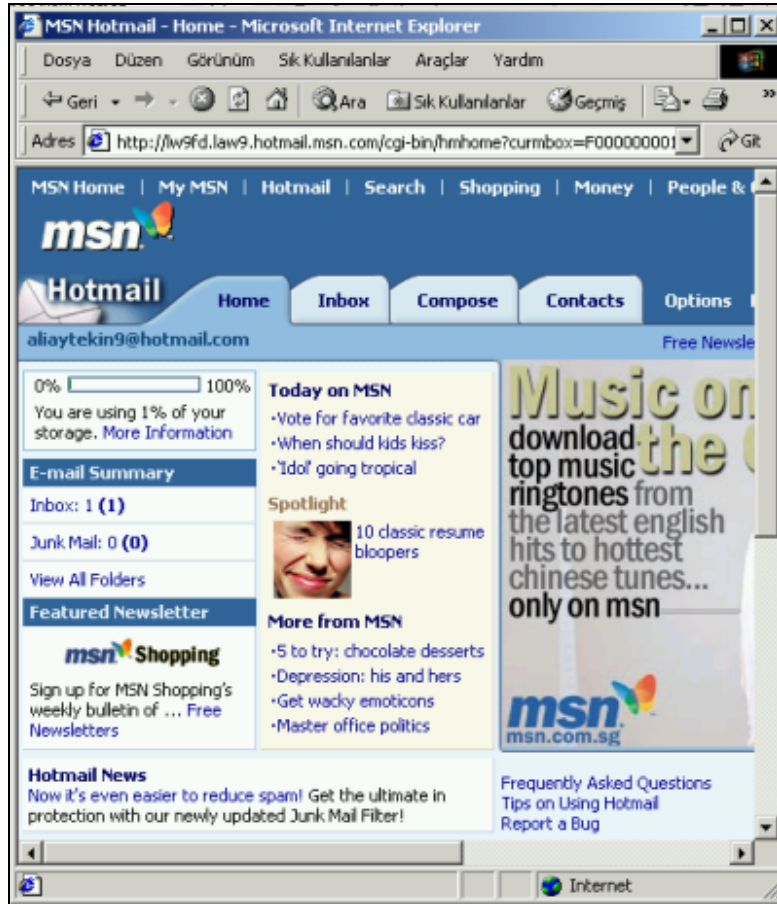 MSN Hotmail - Home - Microsoft Internet Explorer
Dosya Düzen Görünüm Sık Kullanılanlar Araçlar Yardım
Geri Ara Sık Kullanılanlar Geçmiş »
Adres http://lw9fd.law9.hotmail.msn.com/cgi-bin/hmhome?curmbox=F000000001 Git
MSN Home | My MSN | Hotmail | Search | Shopping | Money | People &
msn
Hotmail Home Inbox Compose Contacts Options
aliaytekin9@hotmail.com Free Newsle
0% 100%
You are using 1% of your
storage. More Information
E-mail Summary
Inbox: 1 (1)
Junk Mail: 0 (0)
View All Folders
Featured Newsletter
msn Shopping
Sign up for MSN Shopping's
weekly bulletin of ... Free
Newsletters
Today on MSN
·Vote for favorite classic car
·When should kids kiss?
·'Idol' going tropical
Spotlight
10 classic resume
bloopers
More from MSN
·5 to try: chocolate desserts
·Depression: his and hers
·Get wacky emoticons
·Master office politics
Music on
the
download
top music
ringtones from
the latest english
hits to hottest
chinese tunes...
only on msn
msn
msn.com.sg
Hotmail News
Now it's even easier to reduce spam! Get the ultimate in
protection with our newly updated Junk Mail Filter!
Frequently Asked Questions
Tips on Using Hotmail
Report a Bug
Internet